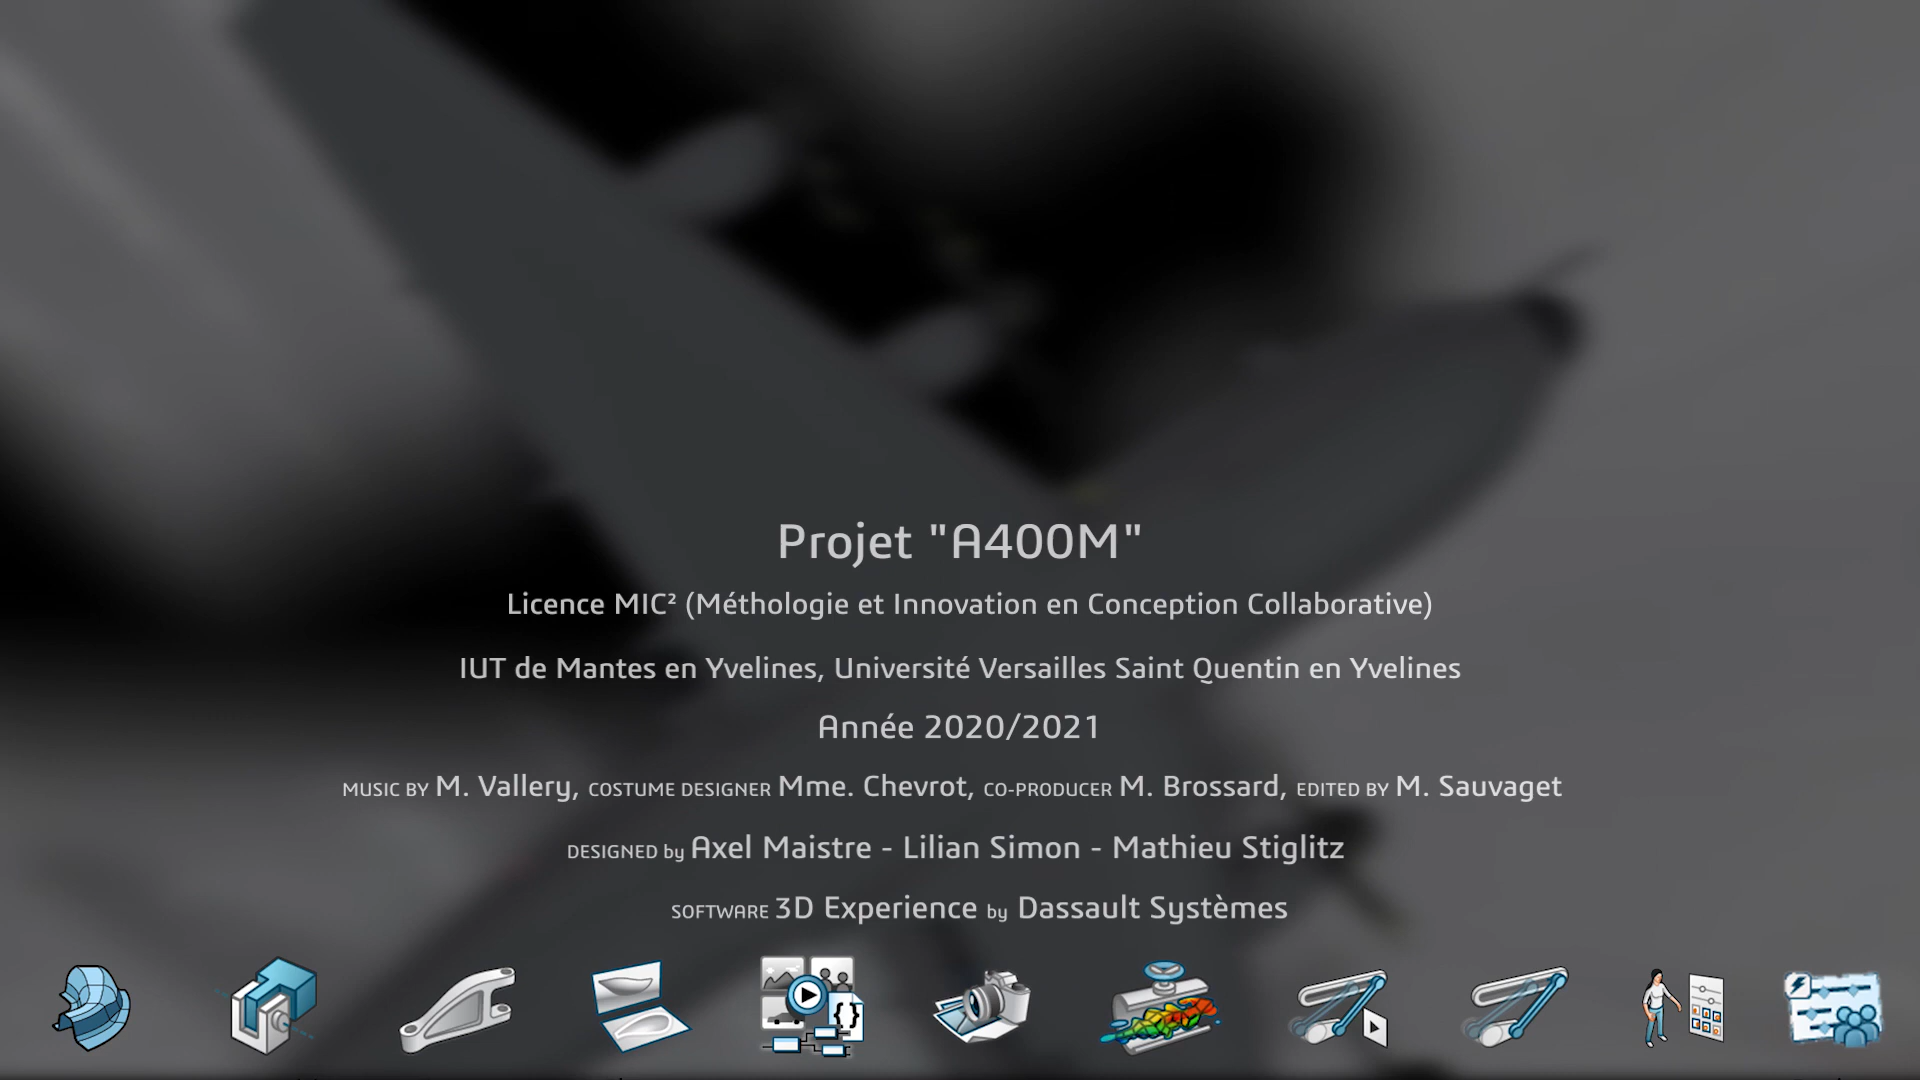 Projet "A400M"
Licence MIC² (Méthologie et Innovation en Conception Collaborative)
IUT de Mantes en Yvelines, Université Versailles Saint Quentin en Yvelines
Année 2020/2021
MUSIC BY M. Vallery, COSTUME DESIGNER Mme. Chevrot, CO-PRODUCER M. Brossard, EDITED BY M. Sauvaget
DESIGNED by Axel Maistre - Lilian Simon - Mathieu Stiglitz
SOFTWARE 3D Experience by Dassault Systèmes